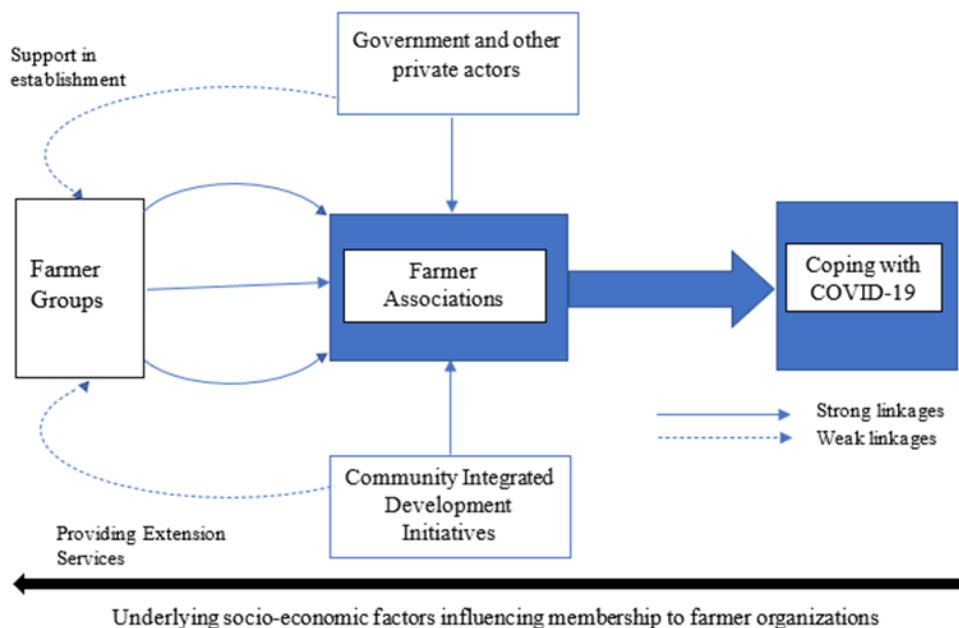 Government and other
private actors
Support in
establishment
Farmer
Groups
Farmer
Associations
Coping with
COVID-19
Strong linkages
Weak linkages
Community Integrated
Development
Initiatives
Providing Extension
Services
Underlying socio-economic factors influencing membership to farmer organizations